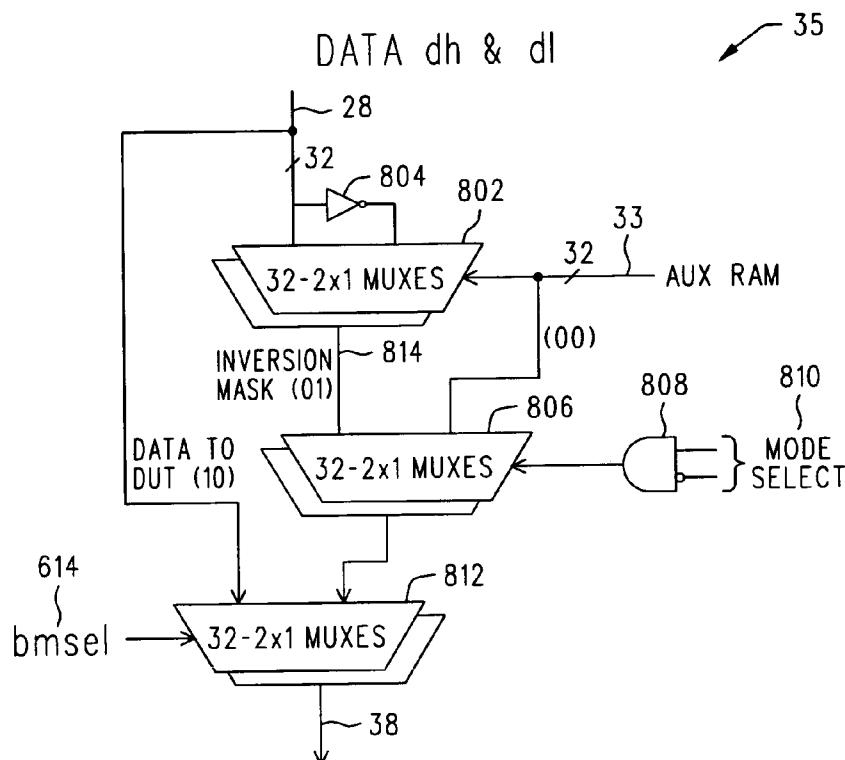 35
DATA dh & dl
28
32
804
802
33
32
32-2x1 MUXES
AUX RAM
814
(00)
INVERSION
MASK (01)
806
808
810
DATA TO
DUT (10)
32-2x1 MUXES
MODE
SELECT
614
812
bmsel
32-2x1 MUXES
38